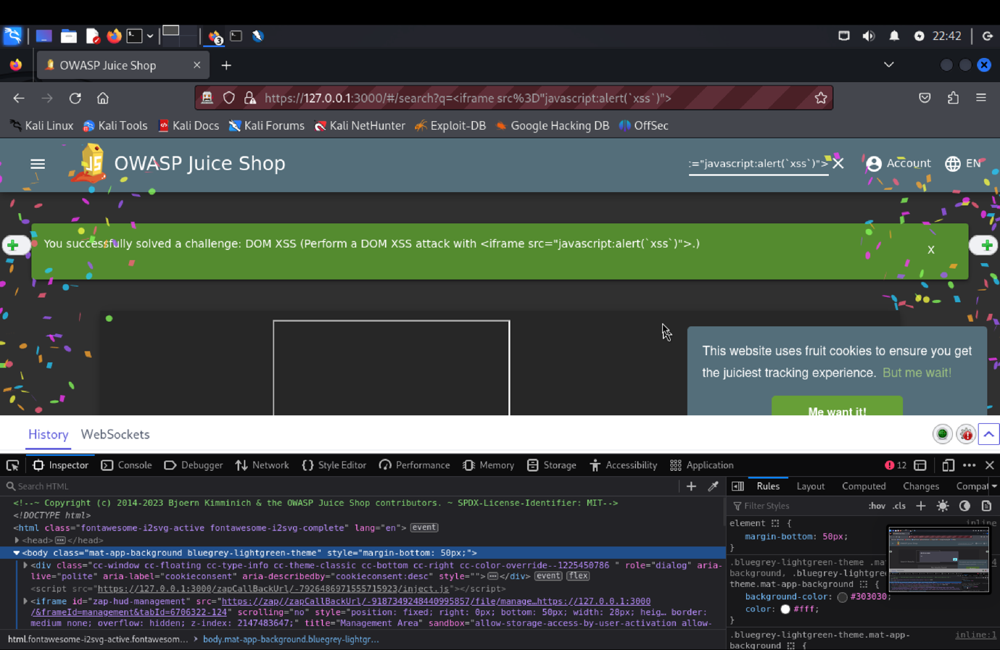 3
22:42
OWASP Juice Shop
https://127.0.0.1:3000/#/search?q=<iframe src%3D"javascript:alert(`xss`)">
Kali Linux Kali Tools Kali Docs Kali Forums Kali NetHunter Exploit-DB Google Hacking DB OffSec
JS OWASP Juice Shop :="javascript:alert(`xss`)"> Account EN
You successfully solved a challenge: DOM XSS (Perform a DOM XSS attack with <iframe src="javascript:alert(`xss`)">.)
X
This website uses fruit cookies to ensure you get
the juiciest tracking experience. But me wait!
Me want it!
History WebSockets
Inspector Console Debugger Network Style Editor Performance Memory Storage Accessibility Application 12
Search HTML
Rules Layout Computed Changes Compat
Filter Styles :hov .cls
<!--~ Copyright (c) 2014-2023 Bjoern Kimminich & the OWASP Juice Shop contributors. ~ SPDX-License-Identifier: MIT-->
<!DOCTYPE html>
<html class="fontawesome-i2svg-active fontawesome-i2svg-complete" lang="en"> event
<head> ··· </head>
<body class="mat-app-background bluegrey-lightgreen-theme" style="margin-bottom: 50px;">
<div class="cc-window cc-floating cc-type-info cc-theme-classic cc-bottom cc-right cc-color-override--1225450786 " role="dialog" aria-
live="polite" aria-label="cookieconsent" aria-describedby="cookieconsent:desc" style=""> ··· </div> event flex
<script src="https://127.0.0.1:3000/zapCallBackUrl/-7926486971555715923/inject.js"></script>
<iframe id="zap-hud-management" src="https://zap//zapCallBackUrl/-9187349248440995857/file/manage…https://127.0.0.1:3000
/&frameId=management&tabId=6706322-124" scrolling="no" style="position: fixed; right: 0px; bottom: 50px; width: 28px; heig… border:
medium none; overflow: hidden; z-index: 2147483647;" title="Management Area" sandbox="allow-storage-access-by-user-activation allow-
html.fontawesome-i2svg-active.fontawesom… > body.mat-app-background.bluegrey-lightgr…
element { inline
margin-bottom: 50px;
}
.bluegrey-lightgreen-theme .ma
background, .bluegrey-lightgre
theme.mat-app-background {
background-color: #303030;
color: #fff;
}
.bluegrey-lightgreen-theme.mat-app- inline:1
background {